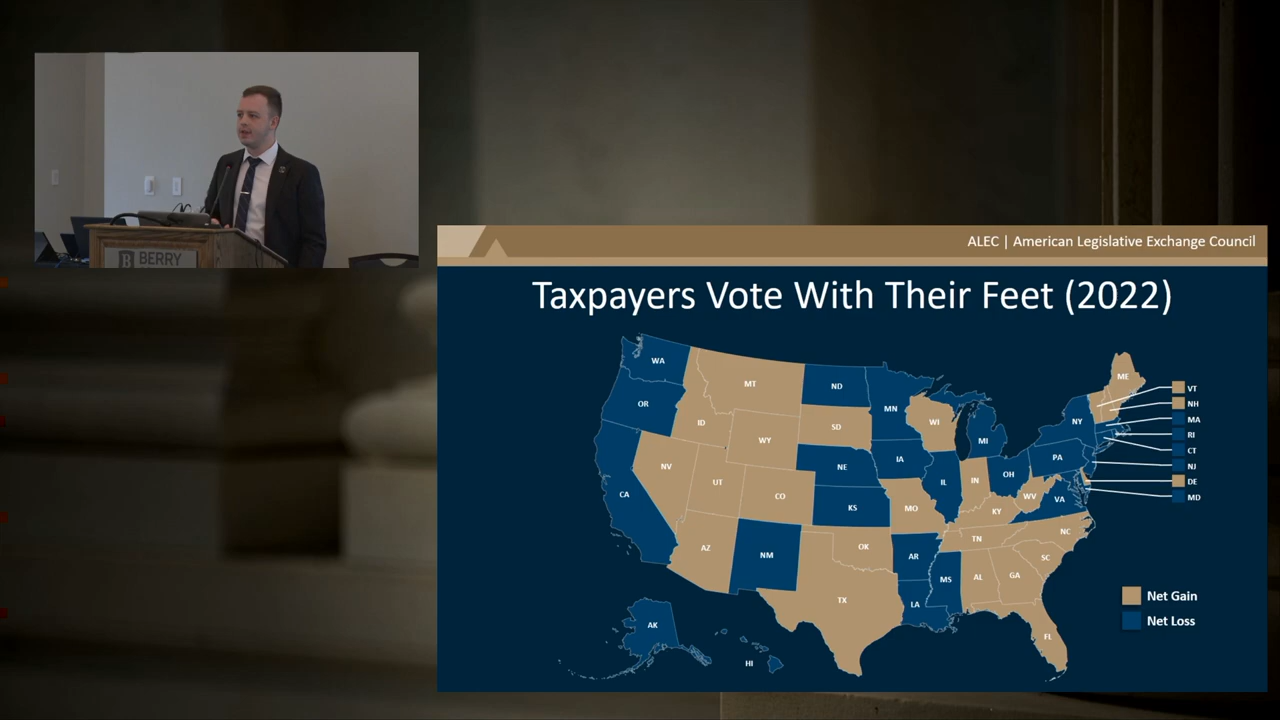 B BERRY
ALEC | American Legislative Exchange Council
Taxpayers Vote With Their Feet (2022)
WA
MT
ND
OR
ID
SD
MN
WI
MI
WY
NV
UT
CO
NE
IA
IL
IN
OH
PA
NY
ME
VT
NH
MA
RI
CT
NJ
DE
MD
CA
KS
MO
KY
WV
VA
AZ
NM
OK
AR
TN
NC
SC
TX
LA
MS
AL
GA
FL
AK
HI
Net Gain
Net Loss